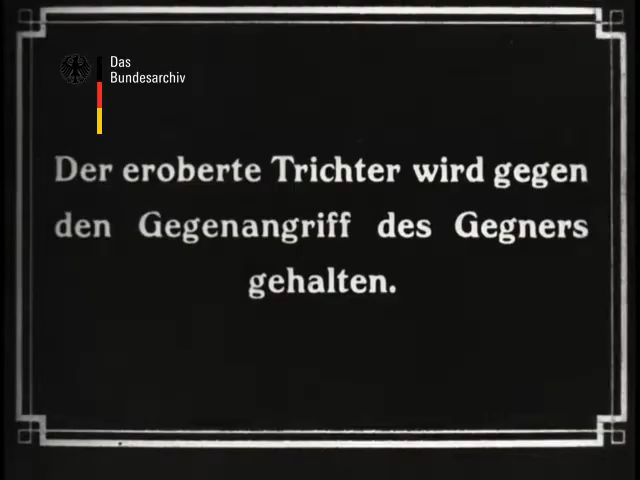 Das
Bundesarchiv
Der eroberte Trichter wird gegen
den Gegenangriff des Gegners
gehalten.